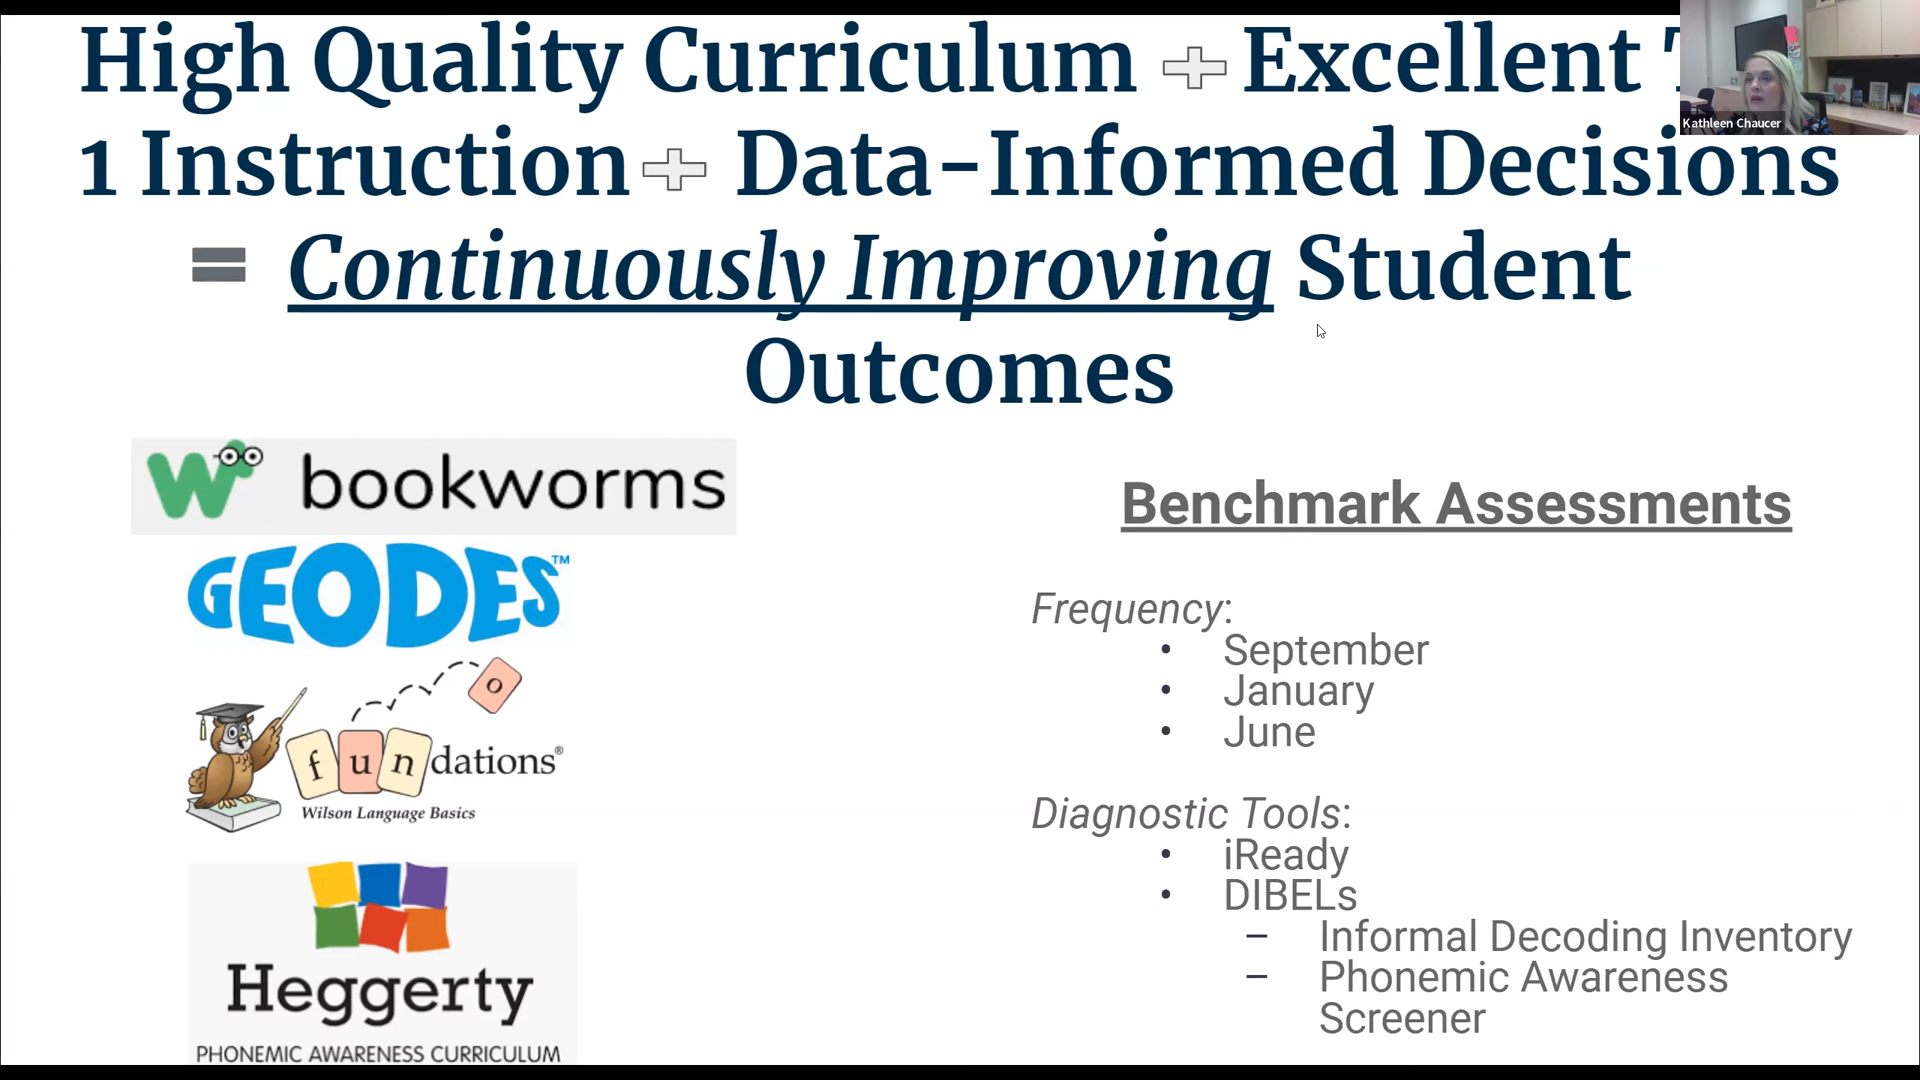 High Quality Curriculum + Excellent
Kathleen Chaucer
1 Instruction + Data-Informed Decisions
= Continuously Improving Student
Outcomes
bookworms
GEODES™
fundations®
Wilson Language Basics
Heggerty
PHONEMIC AWARENESS CURRICULUM
Benchmark Assessments
Frequency:
• September
• January
• June
Diagnostic Tools:
• iReady
• DIBELs
– Informal Decoding Inventory
– Phonemic Awareness
Screener